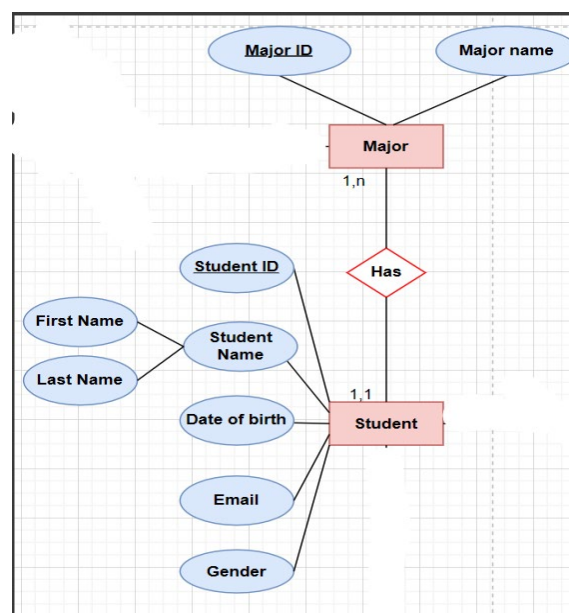 Major ID
Major name
Major
1,n
Has
Student ID
First Name
Student
Name
Last Name
1,1
Date of birth
Student
Email
Gender